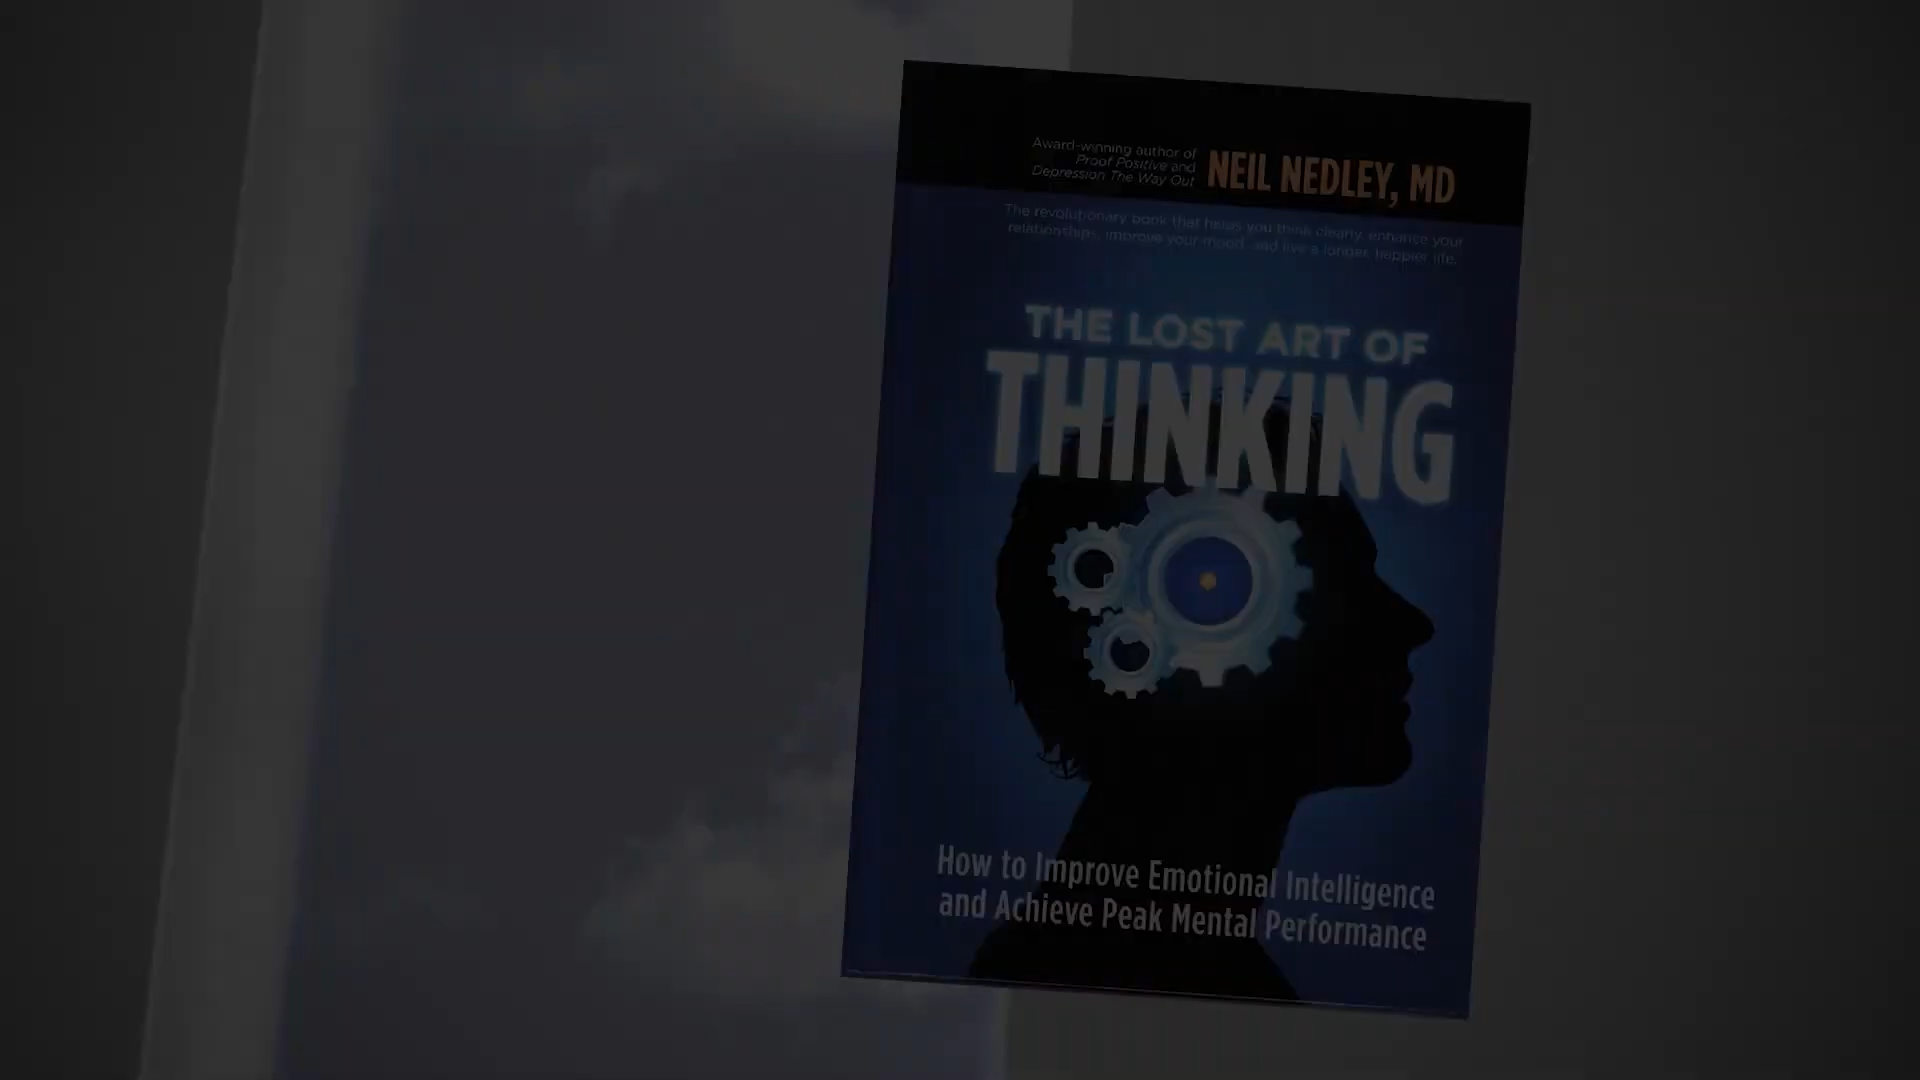 Award-winning author of
Proof Positive and
Depression The Way Out
NEIL NEDLEY, MD
The revolutionary book that helps you think clearly, enhance your
relationships, improve your mood, and live a longer, happier life.
THE LOST ART OF
THINKING
How to Improve Emotional Intelligence
and Achieve Peak Mental Performance